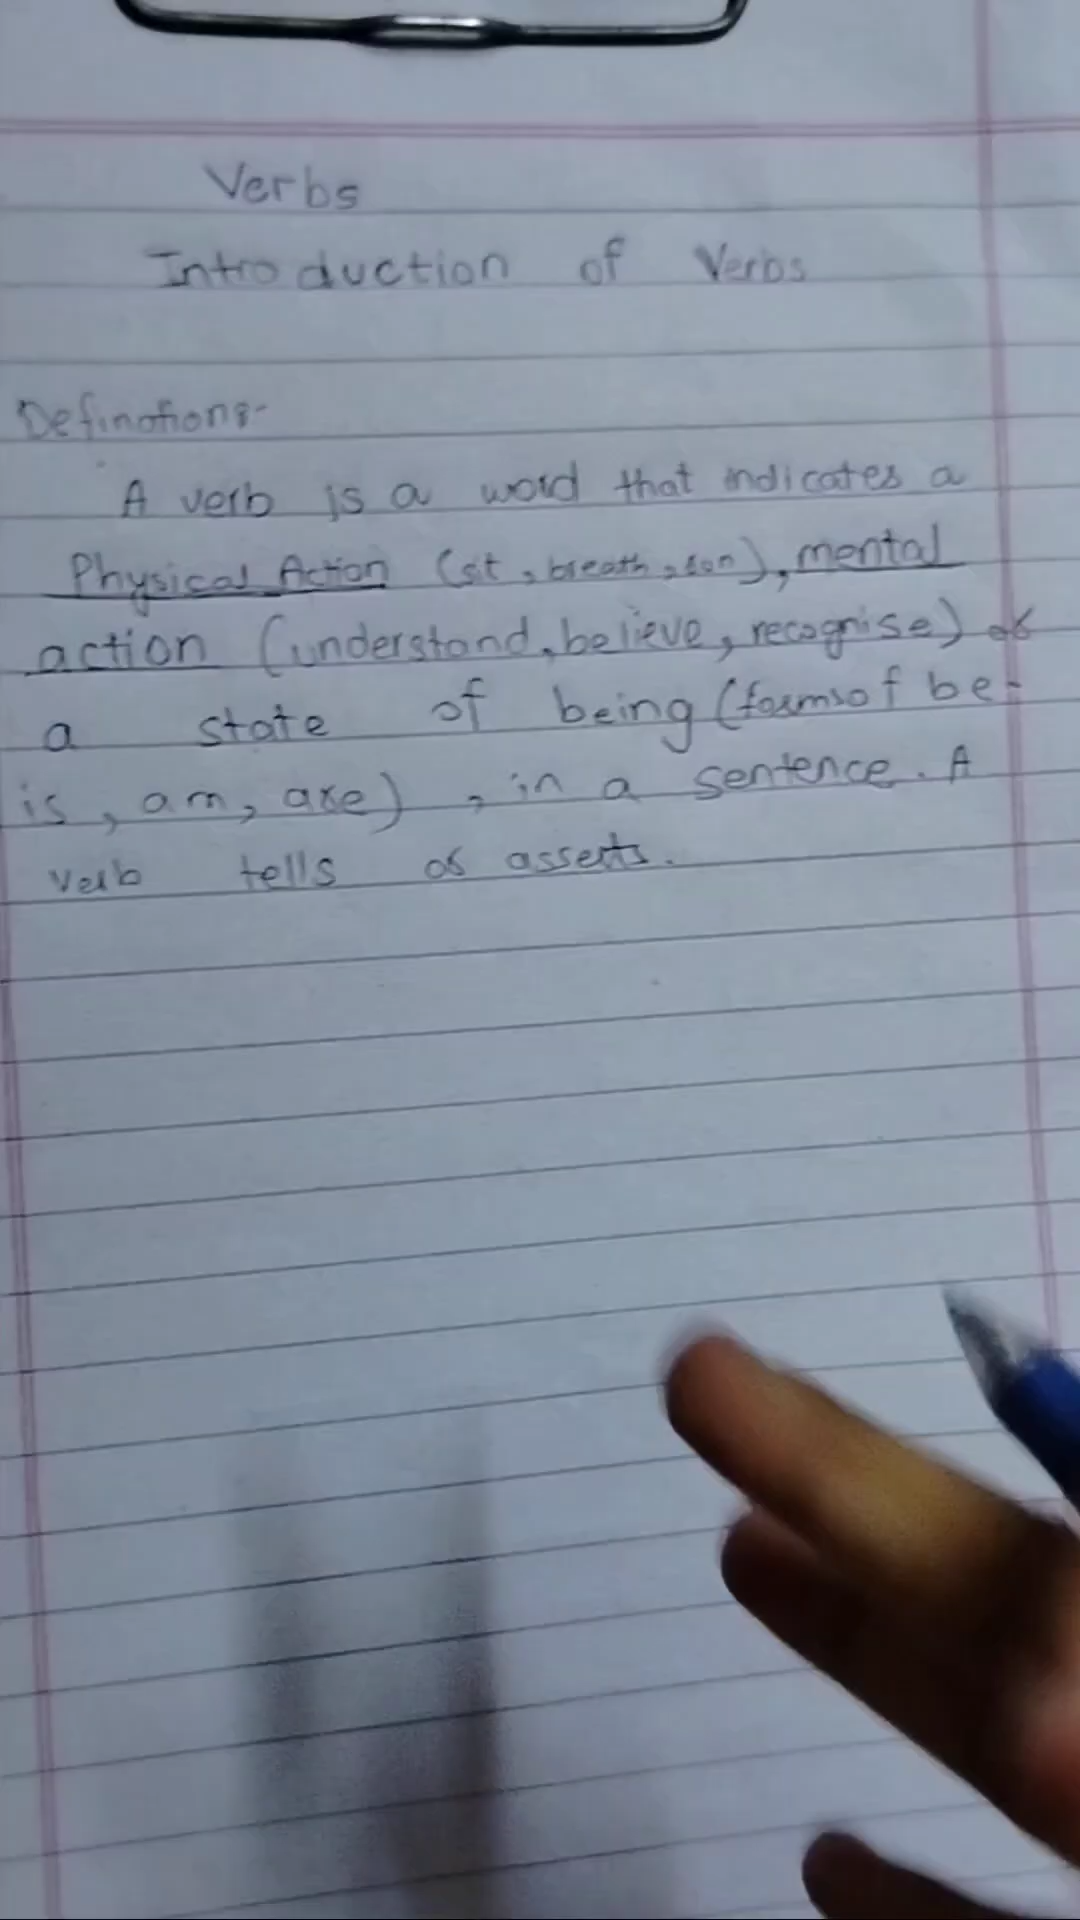 Verbs
Introduction of Verbs
Definations:-
A verb is a word that indicates a
Physical Action (sit, breath, run), mental
action (understand, believe, recognise) or
a state of being (forms of be-
is, am, are), in a sentence. A
verb tells or asserts.